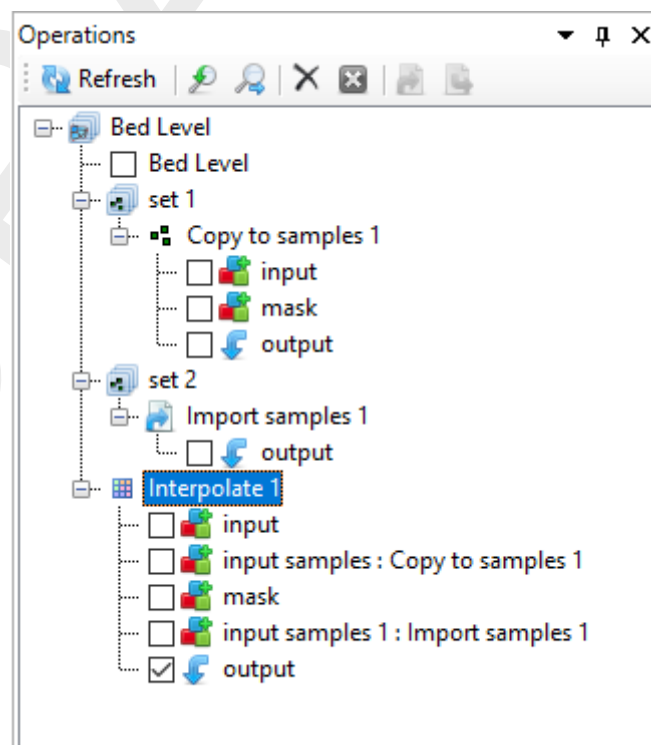 Operations
Refresh
Bed Level
Bed Level
set 1
Copy to samples 1
input
mask
output
set 2
Import samples 1
output
Interpolate 1
input
input samples : Copy to samples 1
mask
input samples 1 : Import samples 1
output